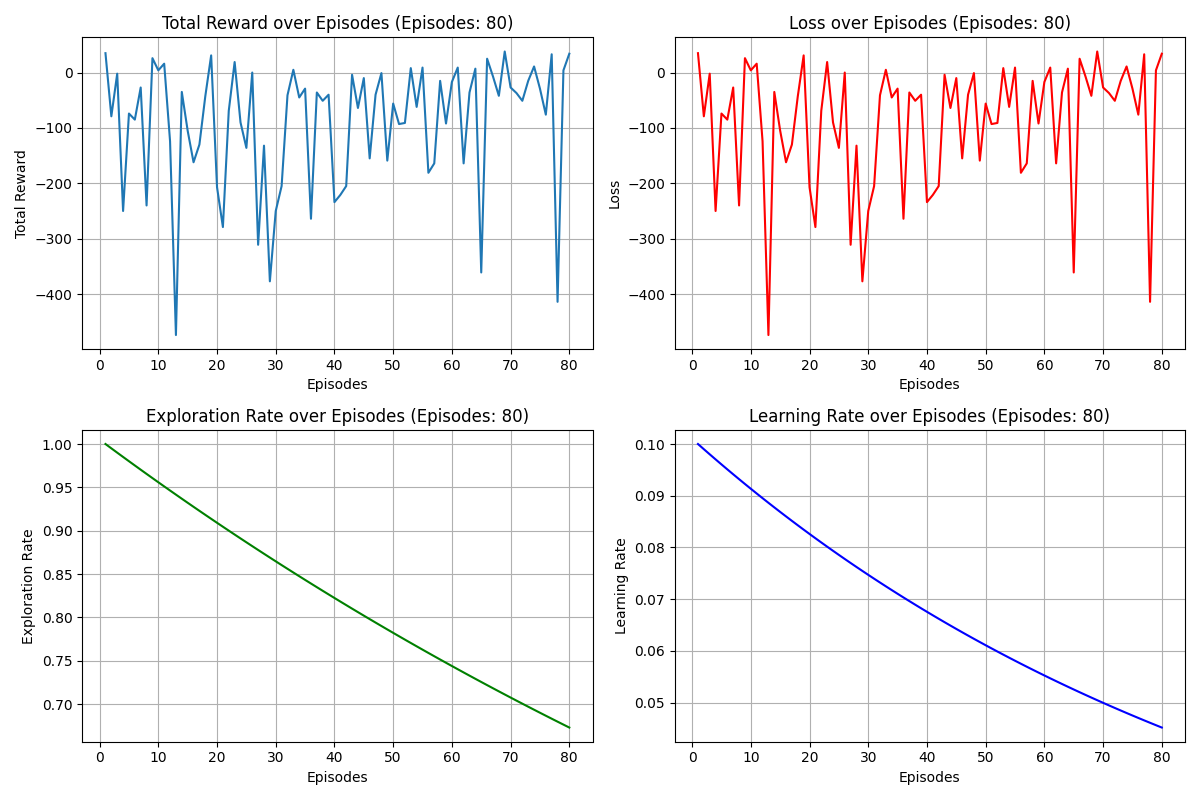 Total Reward over Episodes (Episodes: 80)
Total Reward
0
−100
−200
−300
−400
0 10 20 30 40 50 60 70 80
Episodes
Loss over Episodes (Episodes: 80)
Loss
0
−100
−200
−300
−400
0 10 20 30 40 50 60 70 80
Episodes
Exploration Rate over Episodes (Episodes: 80)
Exploration Rate
1.00
0.95
0.90
0.85
0.80
0.75
0.70
0 10 20 30 40 50 60 70 80
Episodes
Learning Rate over Episodes (Episodes: 80)
Learning Rate
0.10
0.09
0.08
0.07
0.06
0.05
0 10 20 30 40 50 60 70 80
Episodes